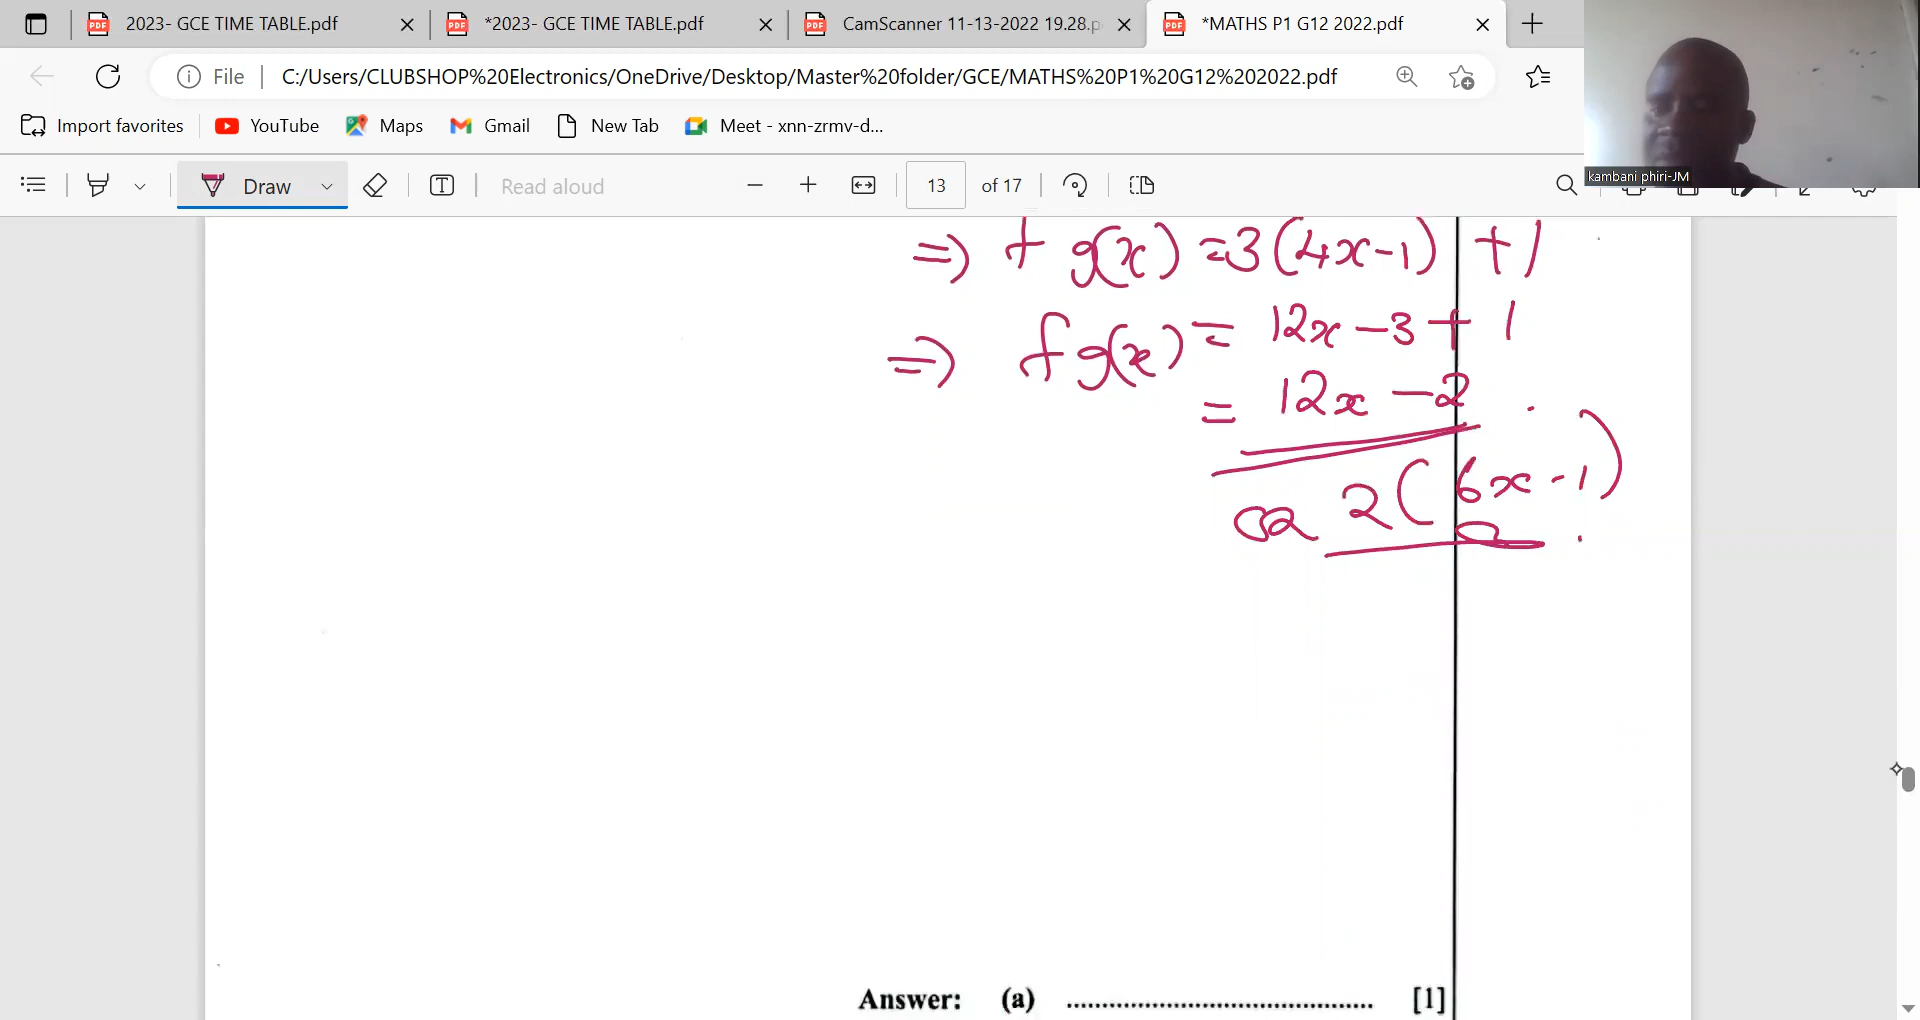 2023- GCE TIME TABLE.pdf
*2023- GCE TIME TABLE.pdf
CamScanner 11-13-2022 19.28.p
*MATHS P1 G12 2022.pdf
File
C:/Users/CLUBSHOP%20Electronics/OneDrive/Desktop/Master%20folder/GCE/MATHS%20P1%20G12%202022.pdf
Import favorites
YouTube
Maps
Gmail
New Tab
Meet - xnn-zrmv-d...
kambani phiri-JM
Draw
Read aloud
13 of 17
=> f g(x) = 3(4x-1) + 1
=> f g(x) = 12x - 3 + 1
= 12x - 2
OR 2(6x - 1)
Answer: (a) ........................................ [1]